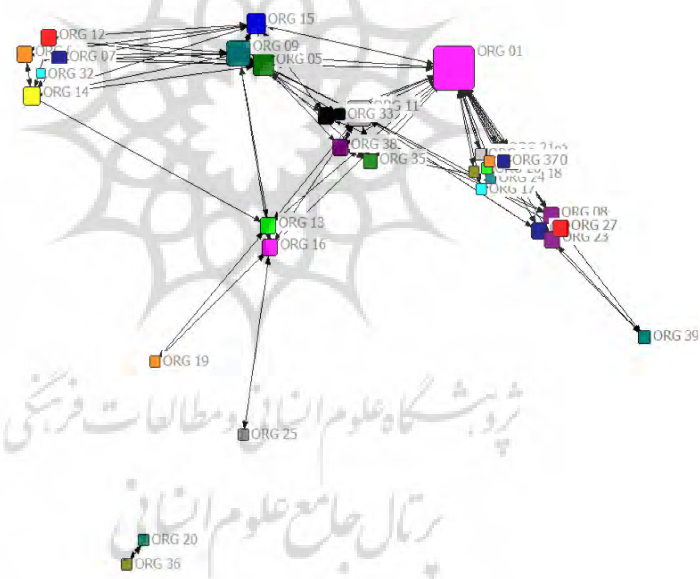 ORG 15
ORG 12
ORG 09
ORG 01
ORG 07
ORG 05
ORG 32
ORG 14
ORG 11
ORG 33
ORG 38
ORG 35
ORG 370
ORG 24
18
ORG 17
ORG 08
ORG 13
ORG 27
ORG 23
ORG 16
ORG 39
ORG 19
پژوهشگاه علوم انسانی و مطالعات فرهنگی
ORG 25
پرتال جامع علوم انسانی
ORG 20
ORG 36